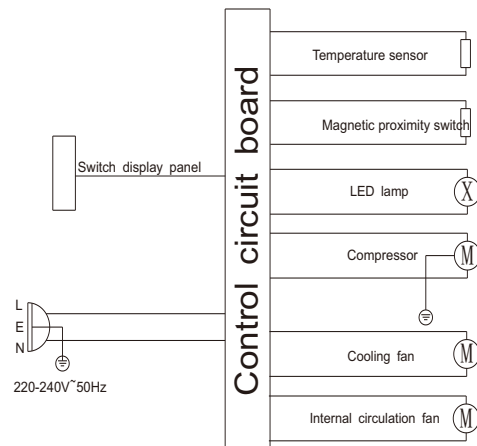 Temperature sensor
Magnetic proximity switch
Switch display panel
LED lamp
X
Compressor
M
Control circuit board
L
E
N
220-240V~50Hz
Cooling fan
M
Internal circulation fan
M